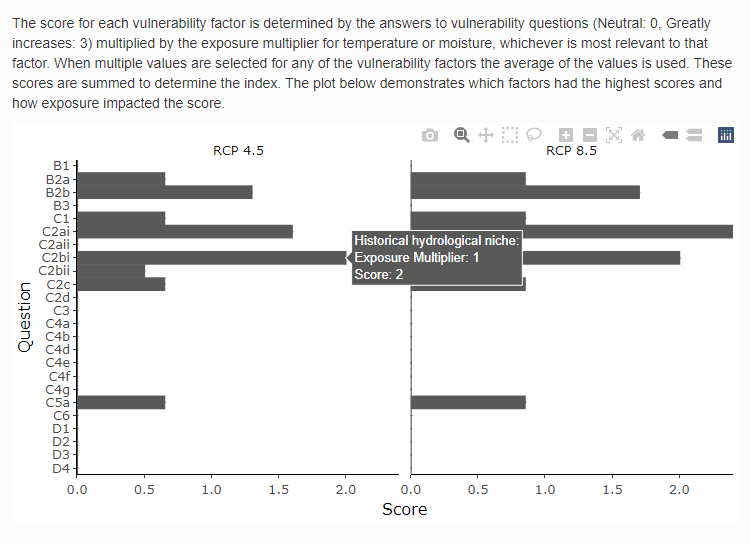 The score for each vulnerability factor is determined by the answers to vulnerability questions (Neutral: 0, Greatly
increases: 3) multiplied by the exposure multiplier for temperature or moisture, whichever is most relevant to that
factor. When multiple values are selected for any of the vulnerability factors the average of the values is used. These
scores are summed to determine the index. The plot below demonstrates which factors had the highest scores and
how exposure impacted the score.
RCP 4.5
RCP 8.5
Question
B1
B2a
B2b
B3
C1
C2ai
C2aii
C2bi
C2bii
C2c
C2d
C3
C4a
C4b
C4d
C4e
C4f
C4g
C5a
C6
D1
D2
D3
D4
Historical hydrological niche:
Exposure Multiplier: 1
Score: 2
0.0 0.5 1.0 1.5 2.0
0.0 0.5 1.0 1.5 2.0
Score